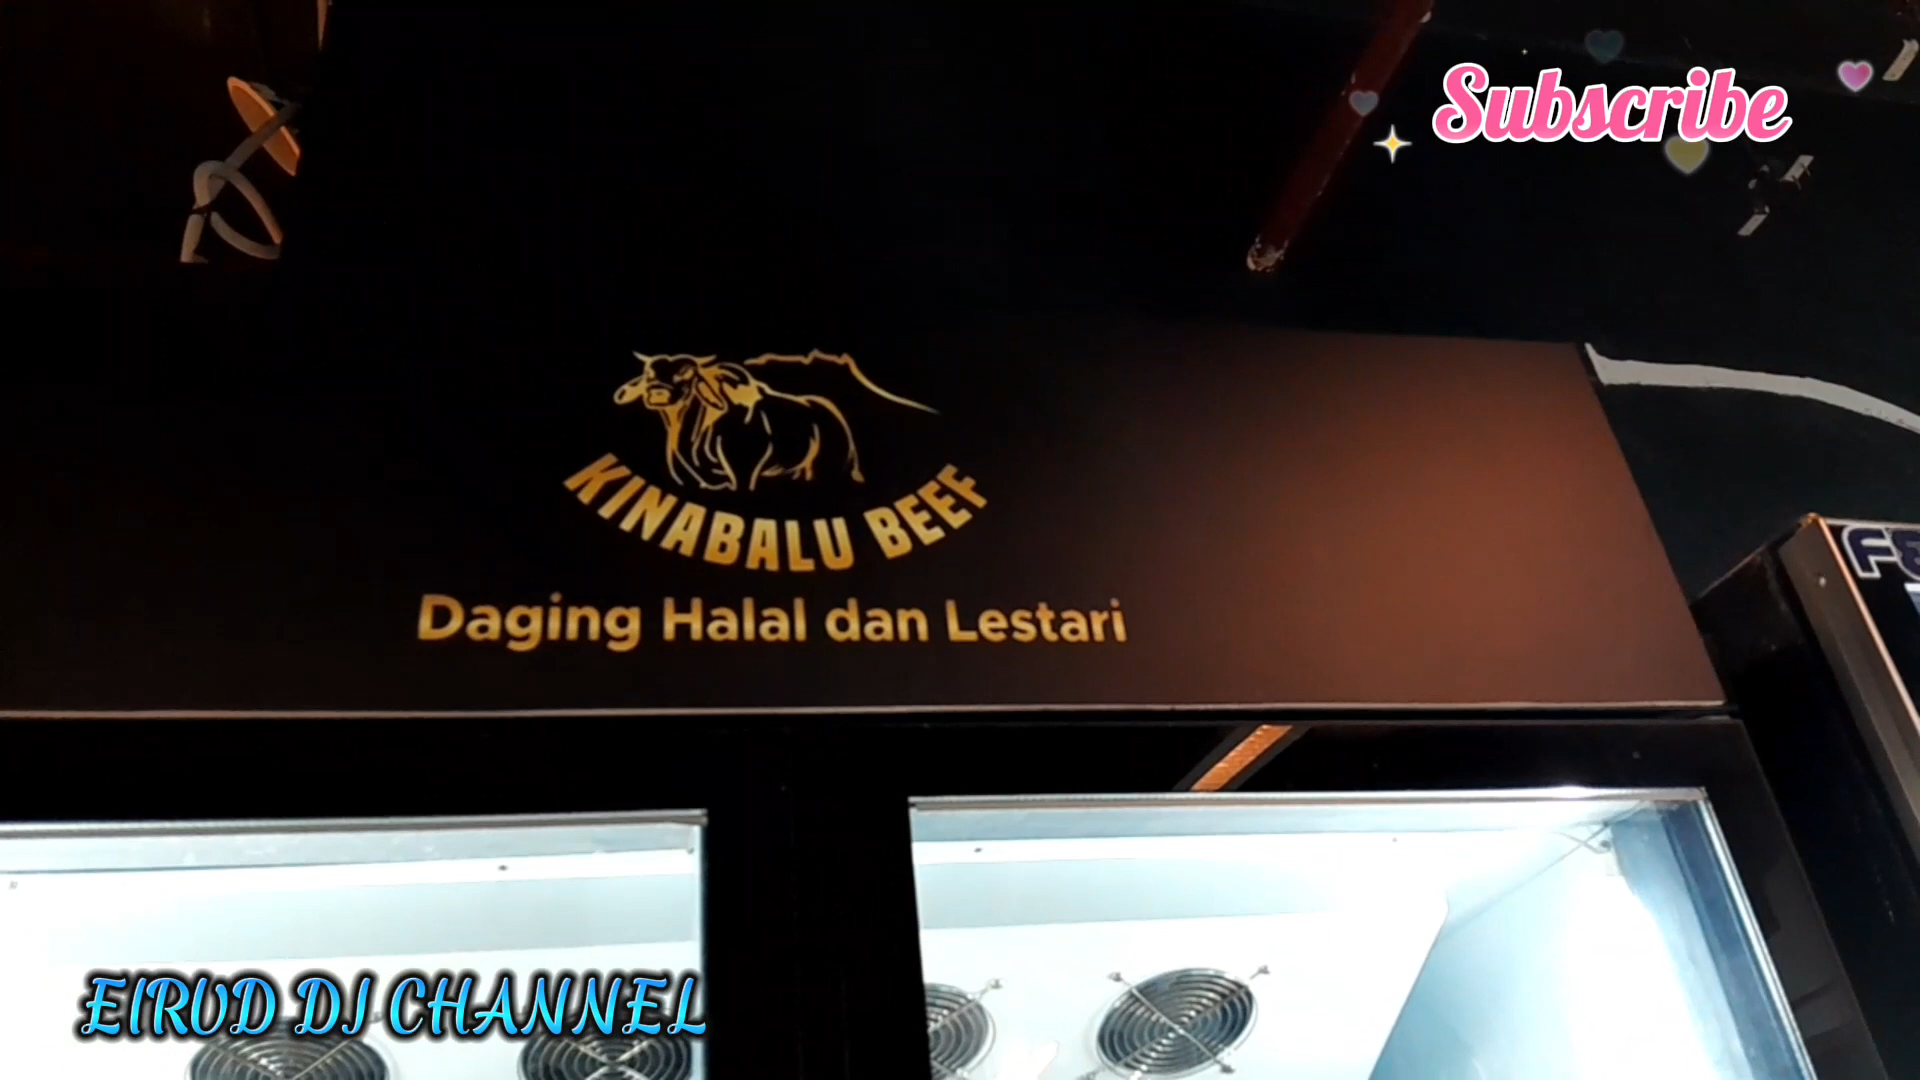 Subscribe
KINABALU BEEF
Daging Halal dan Lestari
EIRUD DJ CHANNEL